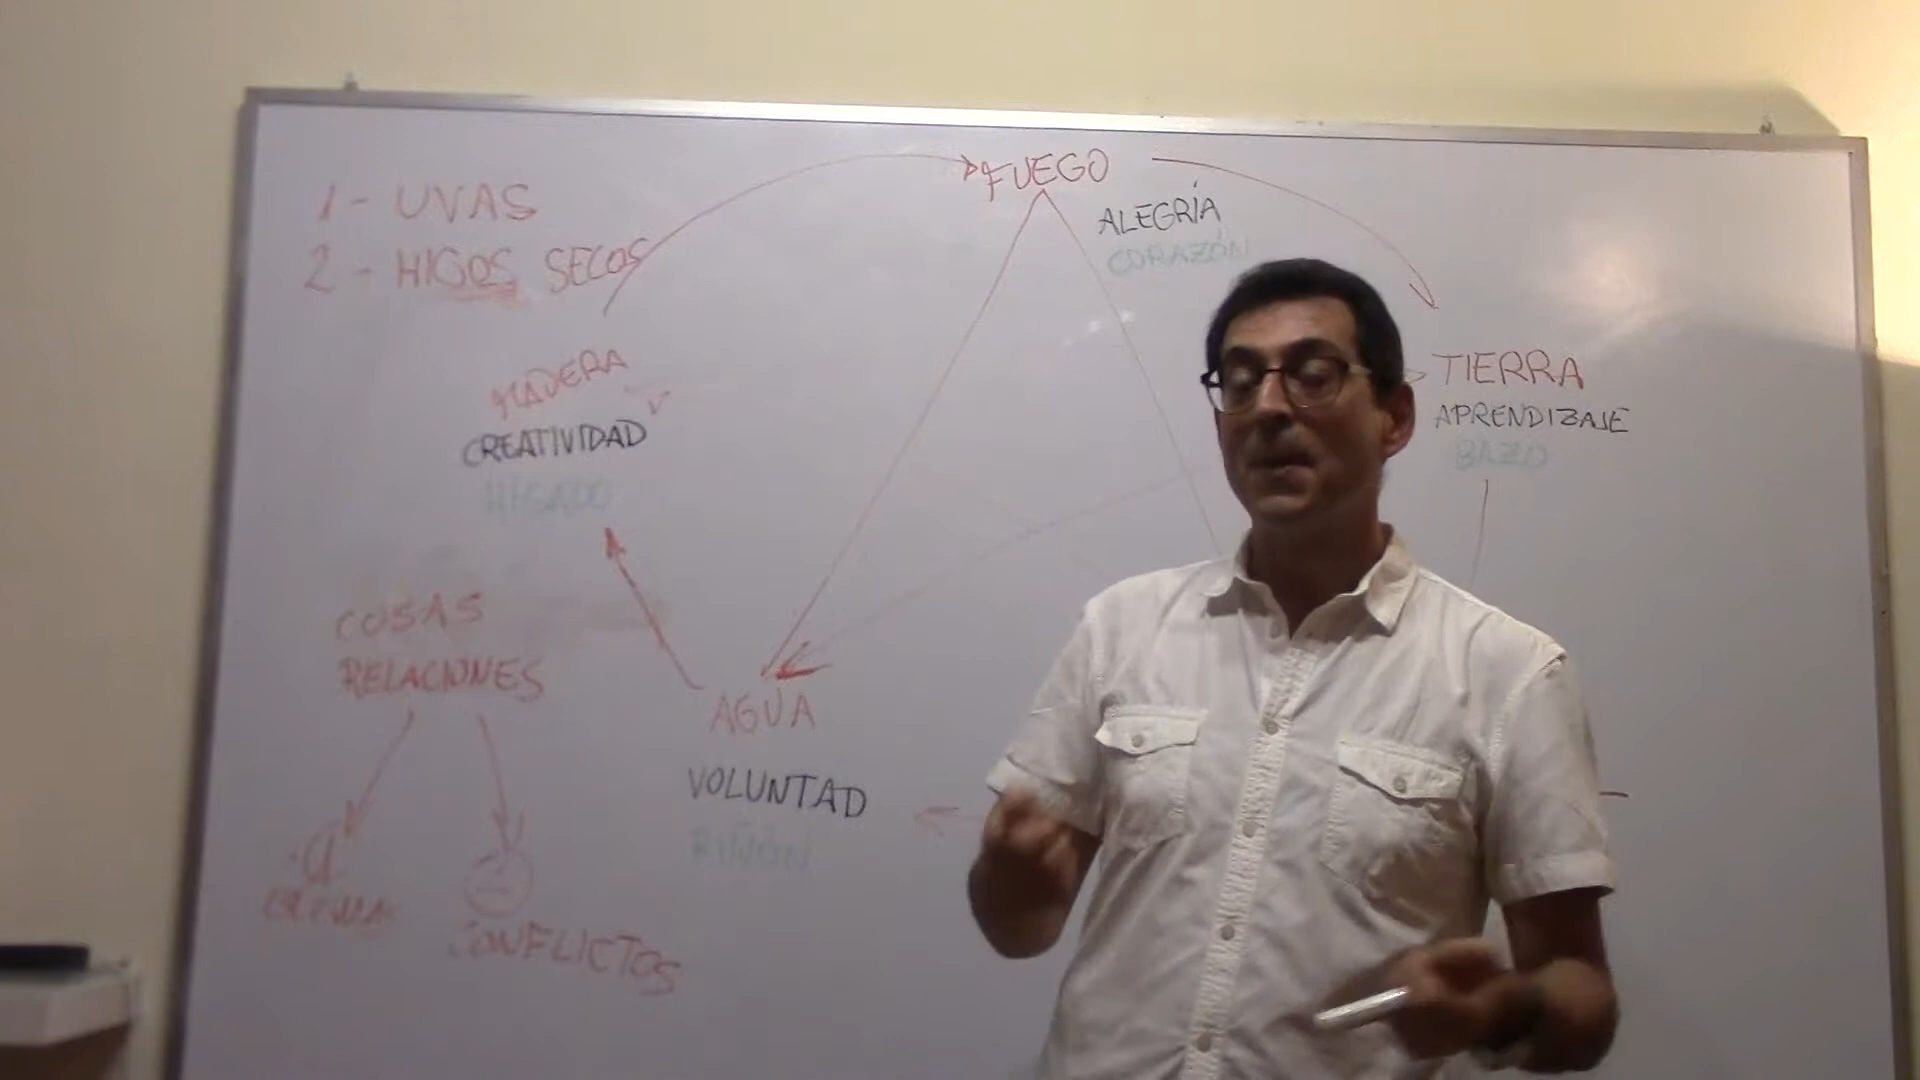 1 - UVAS
2 - HIGOS SECOS
FUEGO
ALEGRÍA
CORAZÓN
TIERRA
APRENDIZAJE
BAZO
MADERA
CREATIVIDAD
HIGADO
COSAS
RELACIONES
AGUA
VOLUNTAD
RIÑÓN
CONFLICTOS